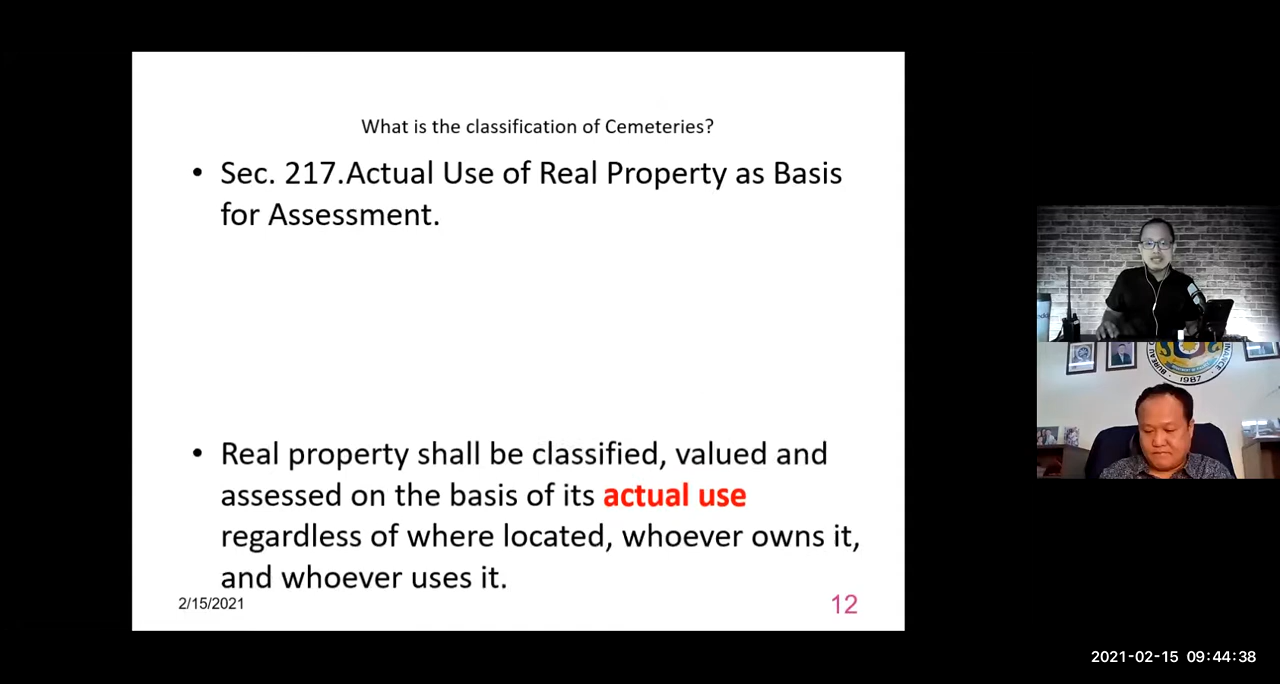 What is the classification of Cemeteries?
• Sec. 217.Actual Use of Real Property as Basis
for Assessment.
• Real property shall be classified, valued and
assessed on the basis of its actual use
regardless of where located, whoever owns it,
and whoever uses it.
2/15/2021
12
1987
2021-02-15 09:44:38